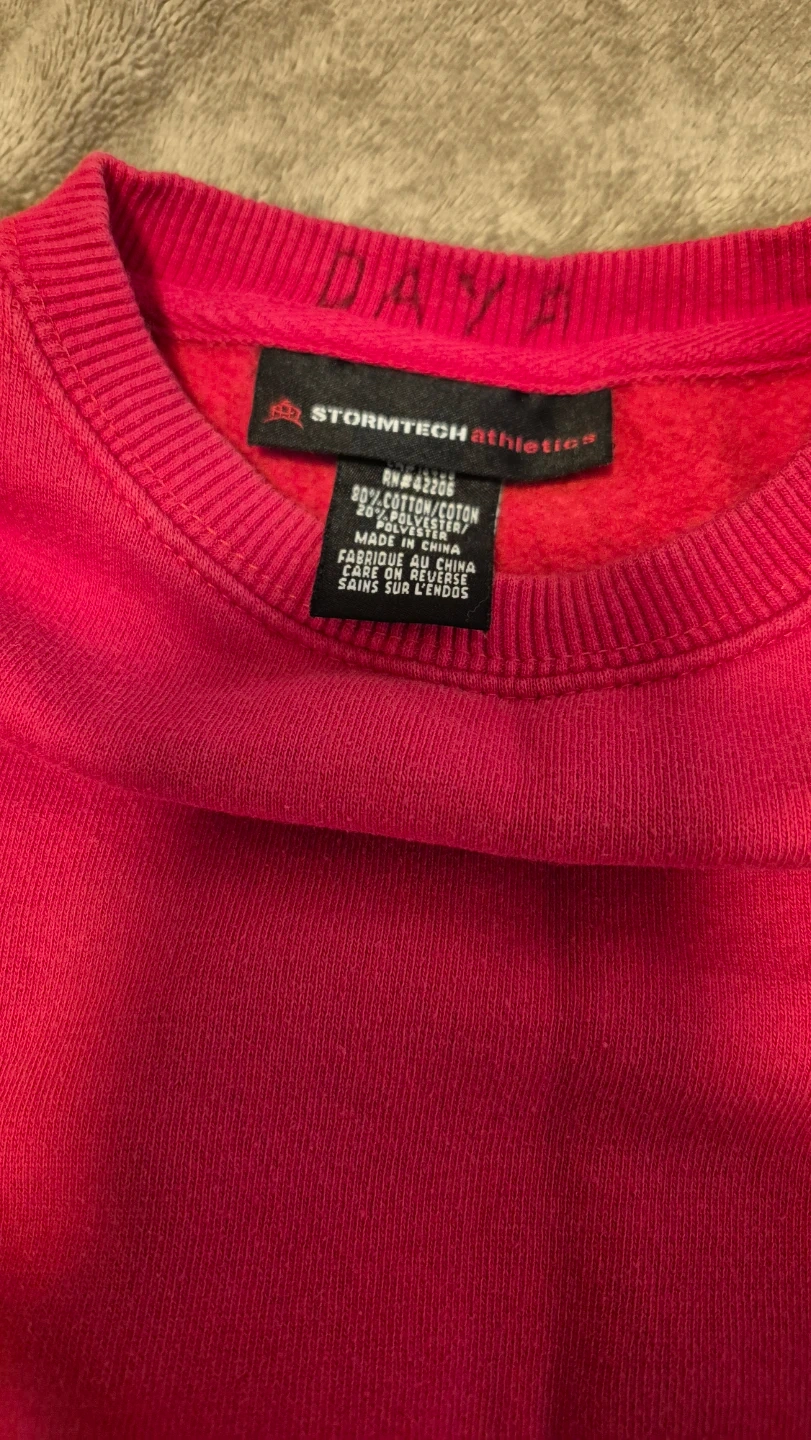 DAYA
STORMTECH athletics
RN#42206
80% COTTON/COTON
20% POLYESTER/
POLYESTER
MADE IN CHINA
FABRIQUE AU CHINA
CARE ON REVERSE
SAINS SUR L'ENDOS